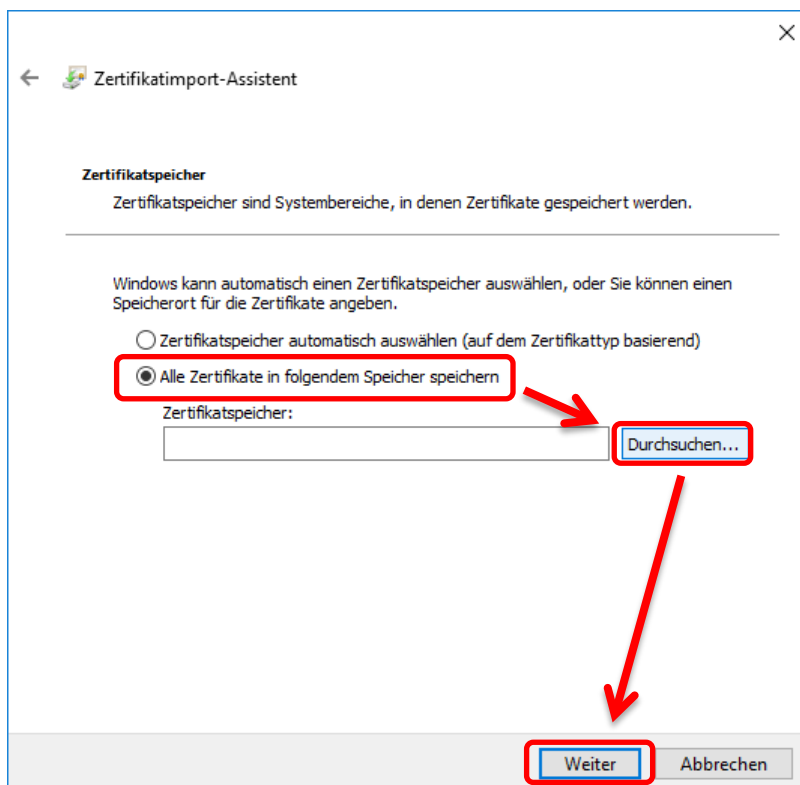 Zertifikatimport-Assistent
Zertifikatspeicher
Zertifikatspeicher sind Systembereiche, in denen Zertifikate gespeichert werden.
Windows kann automatisch einen Zertifikatspeicher auswählen, oder Sie können einen
Speicherort für die Zertifikate angeben.
Zertifikatspeicher automatisch auswählen (auf dem Zertifikattyp basierend)
Alle Zertifikate in folgendem Speicher speichern
Zertifikatspeicher:
Durchsuchen...
Weiter
Abbrechen